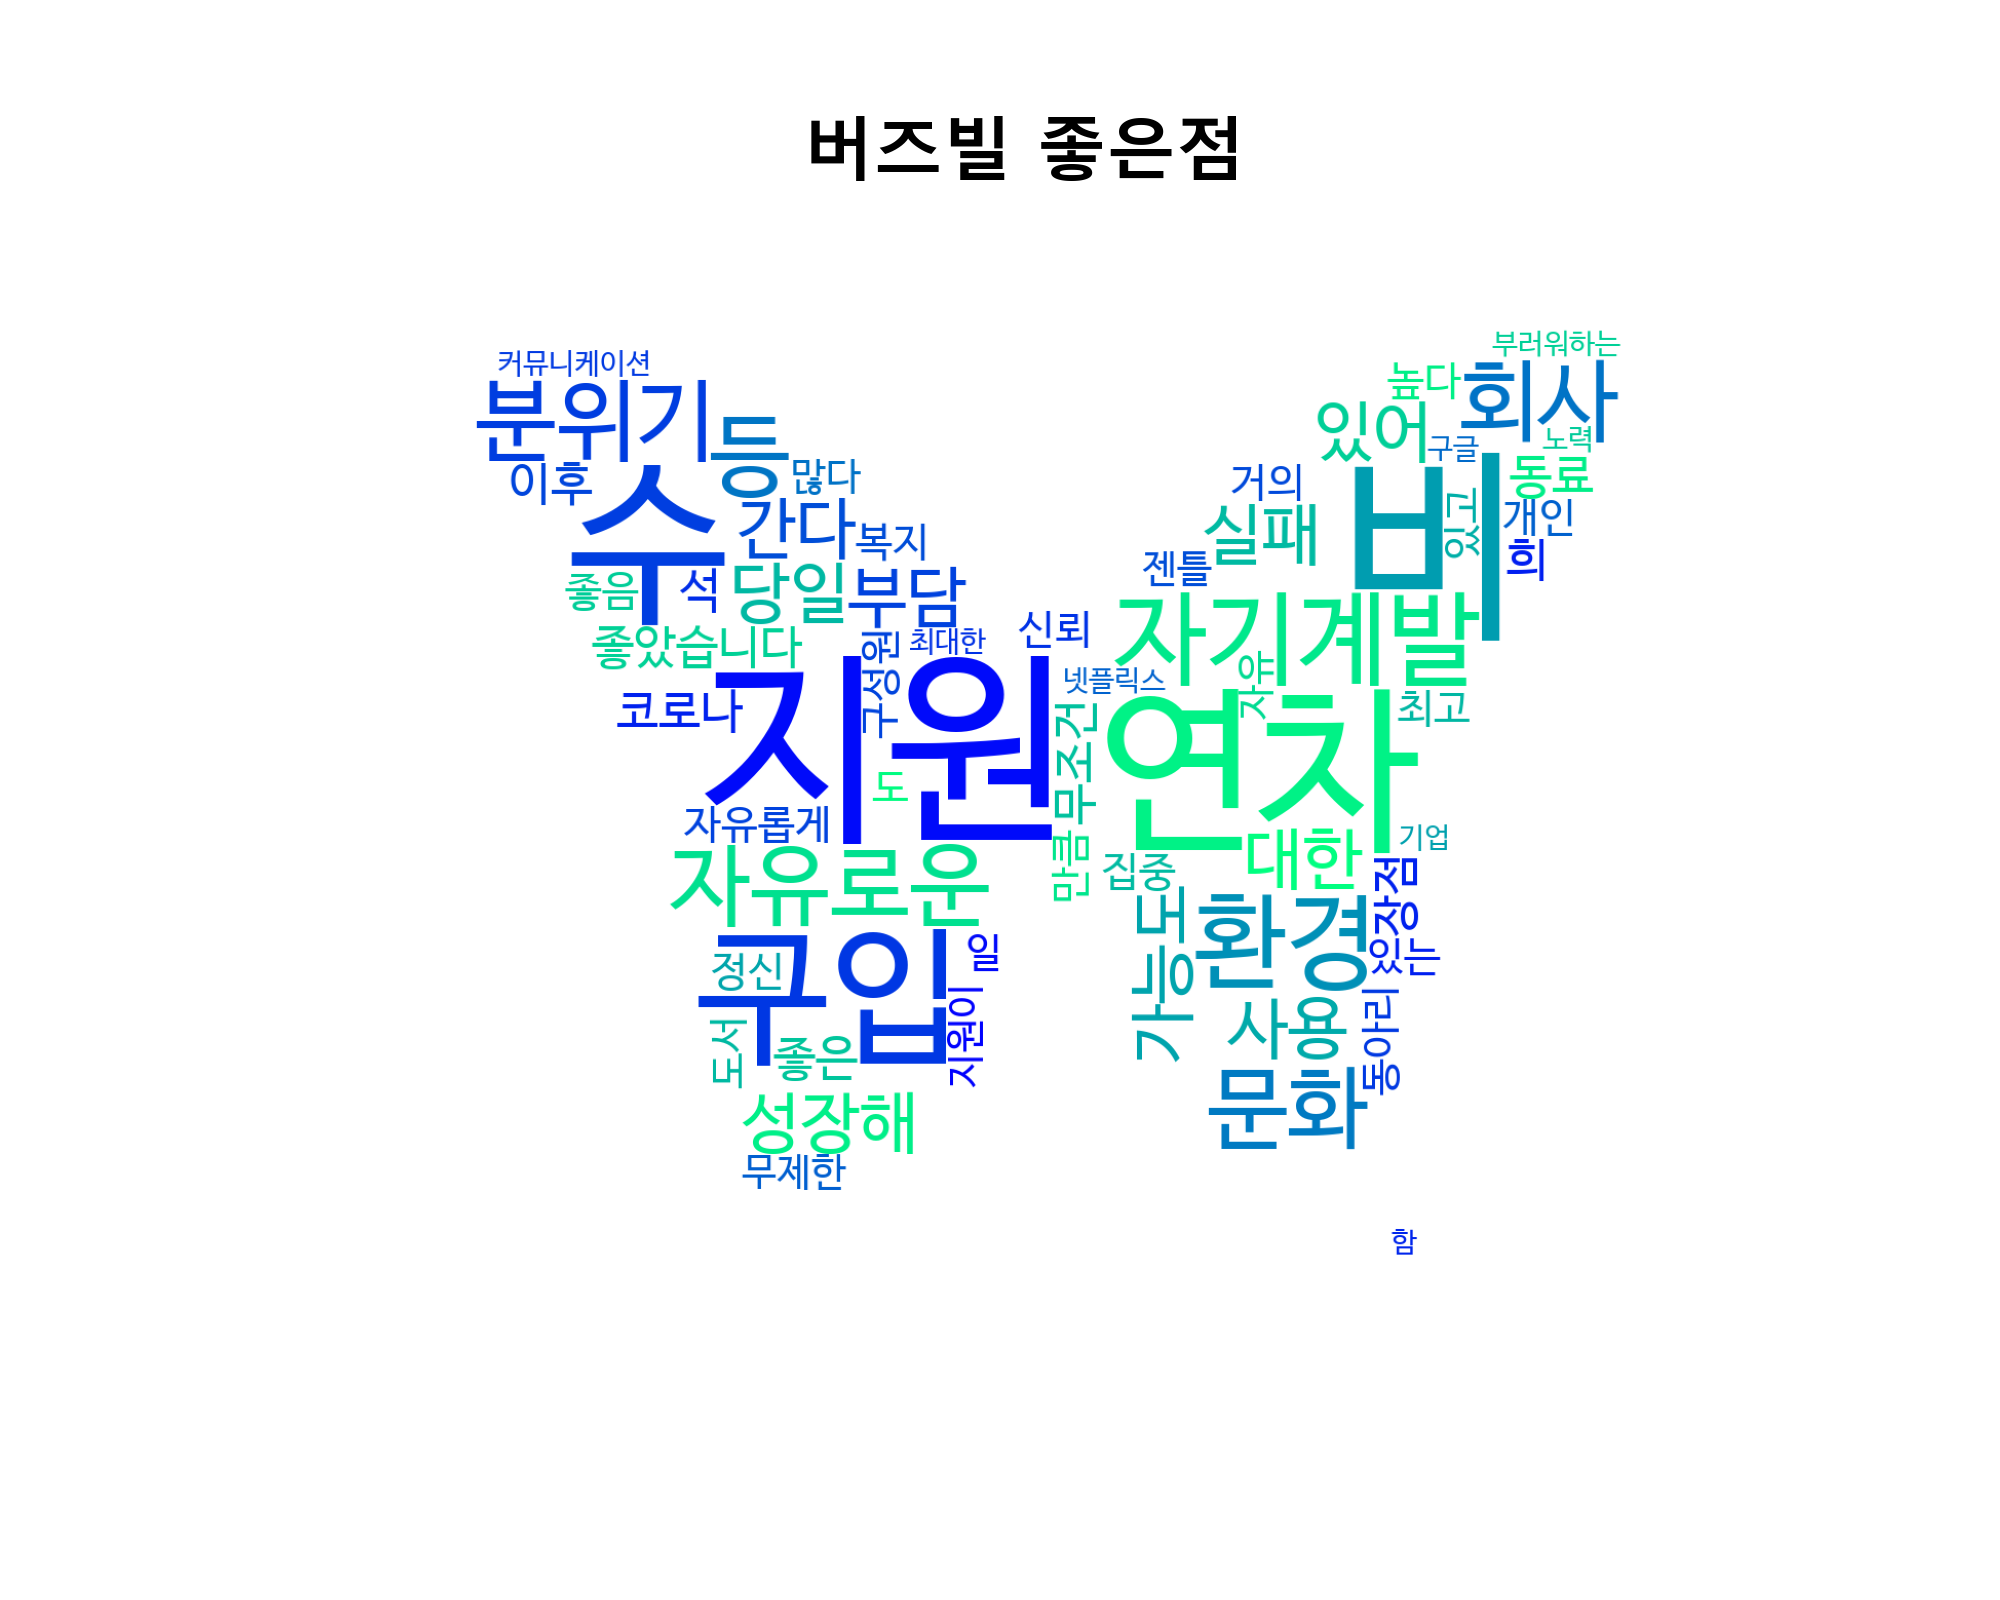 버즈빌 좋은점
부러워하는
커뮤니케이션
높다
회사
분위기
있어
등
구글
노력
이후
많다
거의
동료
수
비
있고
간다
복지
실패
개인
젠틀
희
좋음
석
당일
부담
자기계발
좋았습니다
구성원
최대한
신뢰
자야
넷플릭스
코로나
지원
연차
최고
무조건
도
자유롭게
기업
만큼
대한
자유로운
집중
장점
가능도
환경
구입
일
있는
정신
지원이
도서
좋은
사용
동아리
문화
성장해
무제한
함